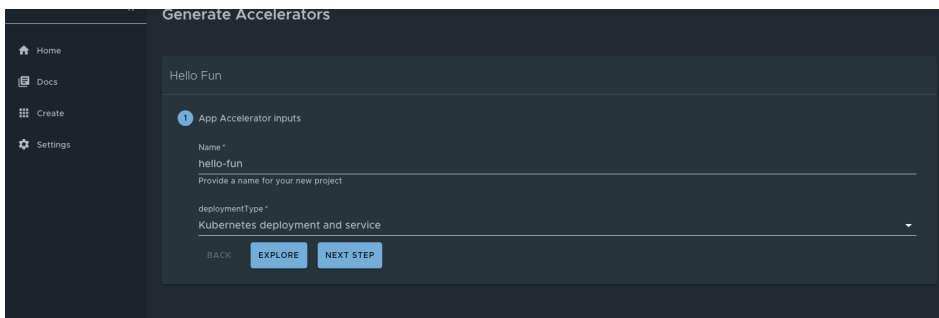 Generate Accelerators
Home
Docs
Create
Settings
Hello Fun
1 App Accelerator inputs
Name *
hello-fun
Provide a name for your new project
deploymentType *
Kubernetes deployment and service
BACK EXPLORE NEXT STEP